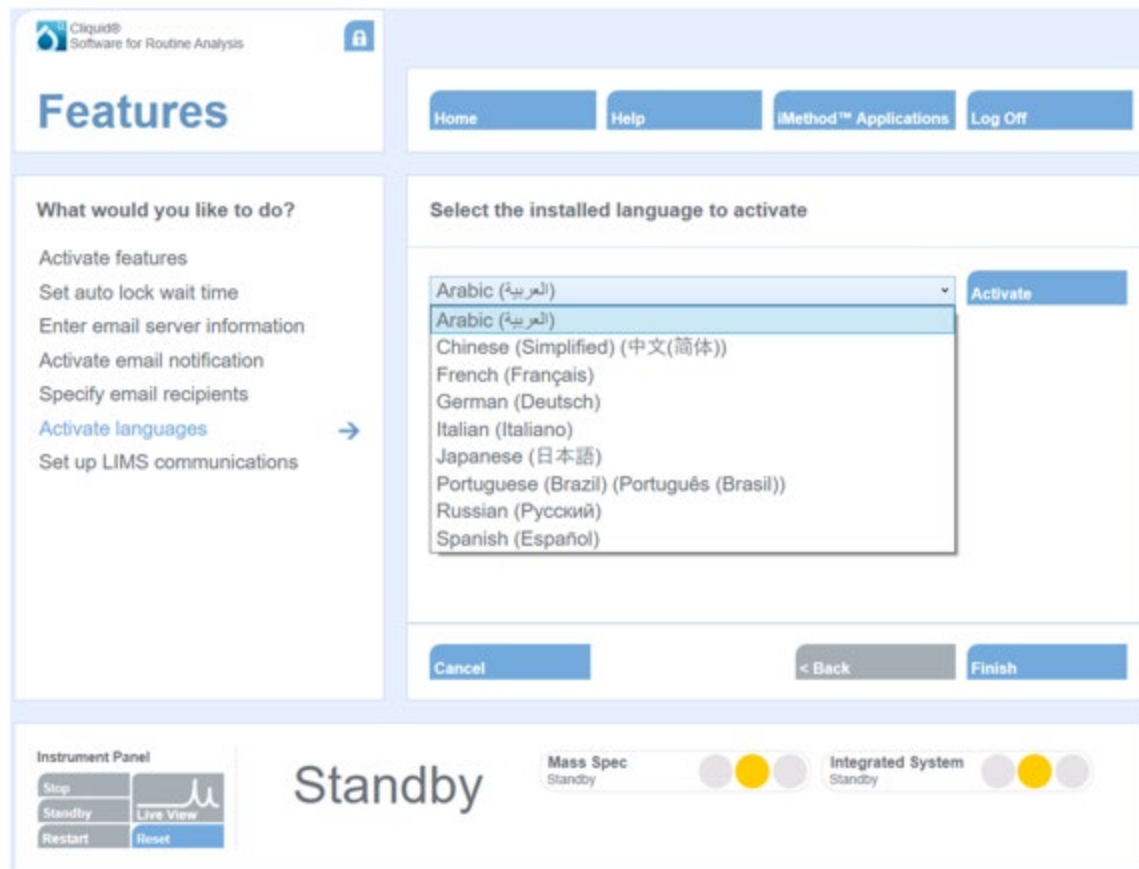 Cliquid®
Software for Routine Analysis
Features
Home
Help
iMethod™ Applications
Log Off
What would you like to do?
Activate features
Set auto lock wait time
Enter email server information
Activate email notification
Specify email recipients
Activate languages
Set up LIMS communications
Select the installed language to activate
Arabic (العربية)
Activate
Arabic (العربية)
Chinese (Simplified) (中文(简体))
French (Français)
German (Deutsch)
Italian (Italiano)
Japanese (日本語)
Portuguese (Brazil) (Português (Brasil))
Russian (Русский)
Spanish (Español)
Cancel
< Back
Finish
Instrument Panel
Stop
Standby
Restart
Live View
Reset
Standby
Mass Spec
Standby
Integrated System
Standby